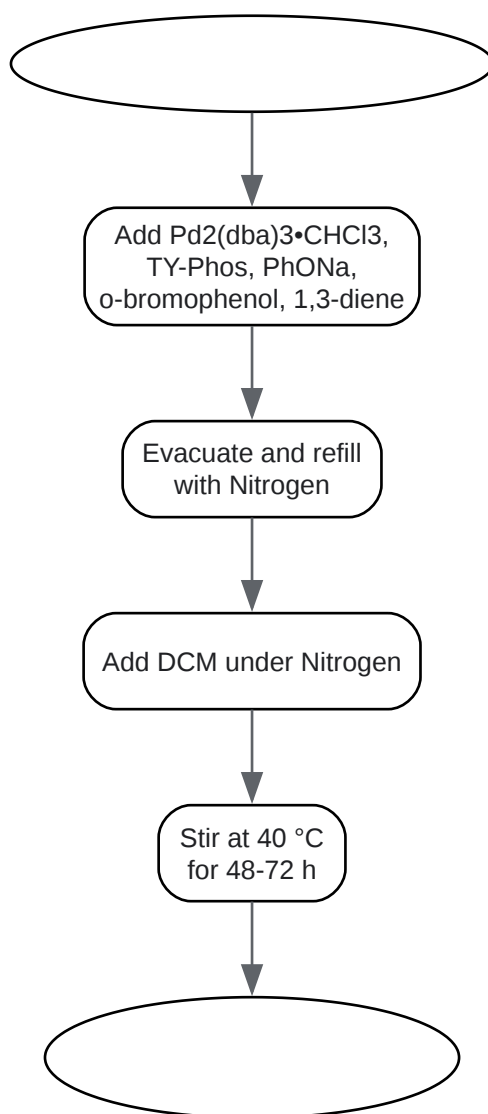 Add Pd2(dba)3•CHCl3,
TY-Phos, PhONa,
o-bromophenol, 1,3-diene
Evacuate and refill
with Nitrogen
Add DCM under Nitrogen
Stir at 40 °C
for 48-72 h